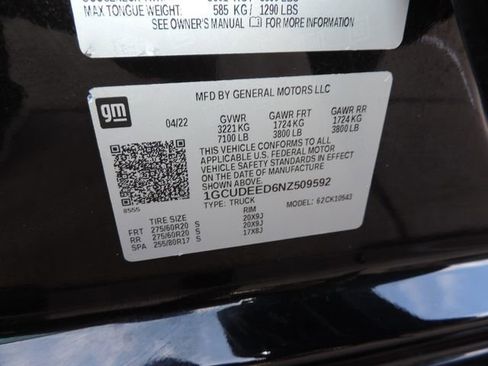 MAX TONGUE WEIGHT: 585 KG / 1290 LBS
SEE OWNER'S MANUAL FOR MORE INFORMATION
MFD BY GENERAL MOTORS LLC
gm
04/22 GVWR GAWR FRT GAWR RR
3221 KG 1724 KG 1724 KG
7100 LB 3800 LB 3800 LB
THIS VEHICLE CONFORMS TO ALL APPLICABLE
U.S. FEDERAL MOTOR
VEHICLE SAFETY STANDARDS IN EFFECT
ON THE DATE OF MANUFACTURE SHOWN ABOVE.
1GCUDEED6NZ509592
8555
TYPE: TRUCK MODEL: 62CK10543
TIRE SIZE RIM
FRT 275/60R20 S 20X9J
RR 275/60R20 S 20X9J
SPA 255/80R17 S 17X8J